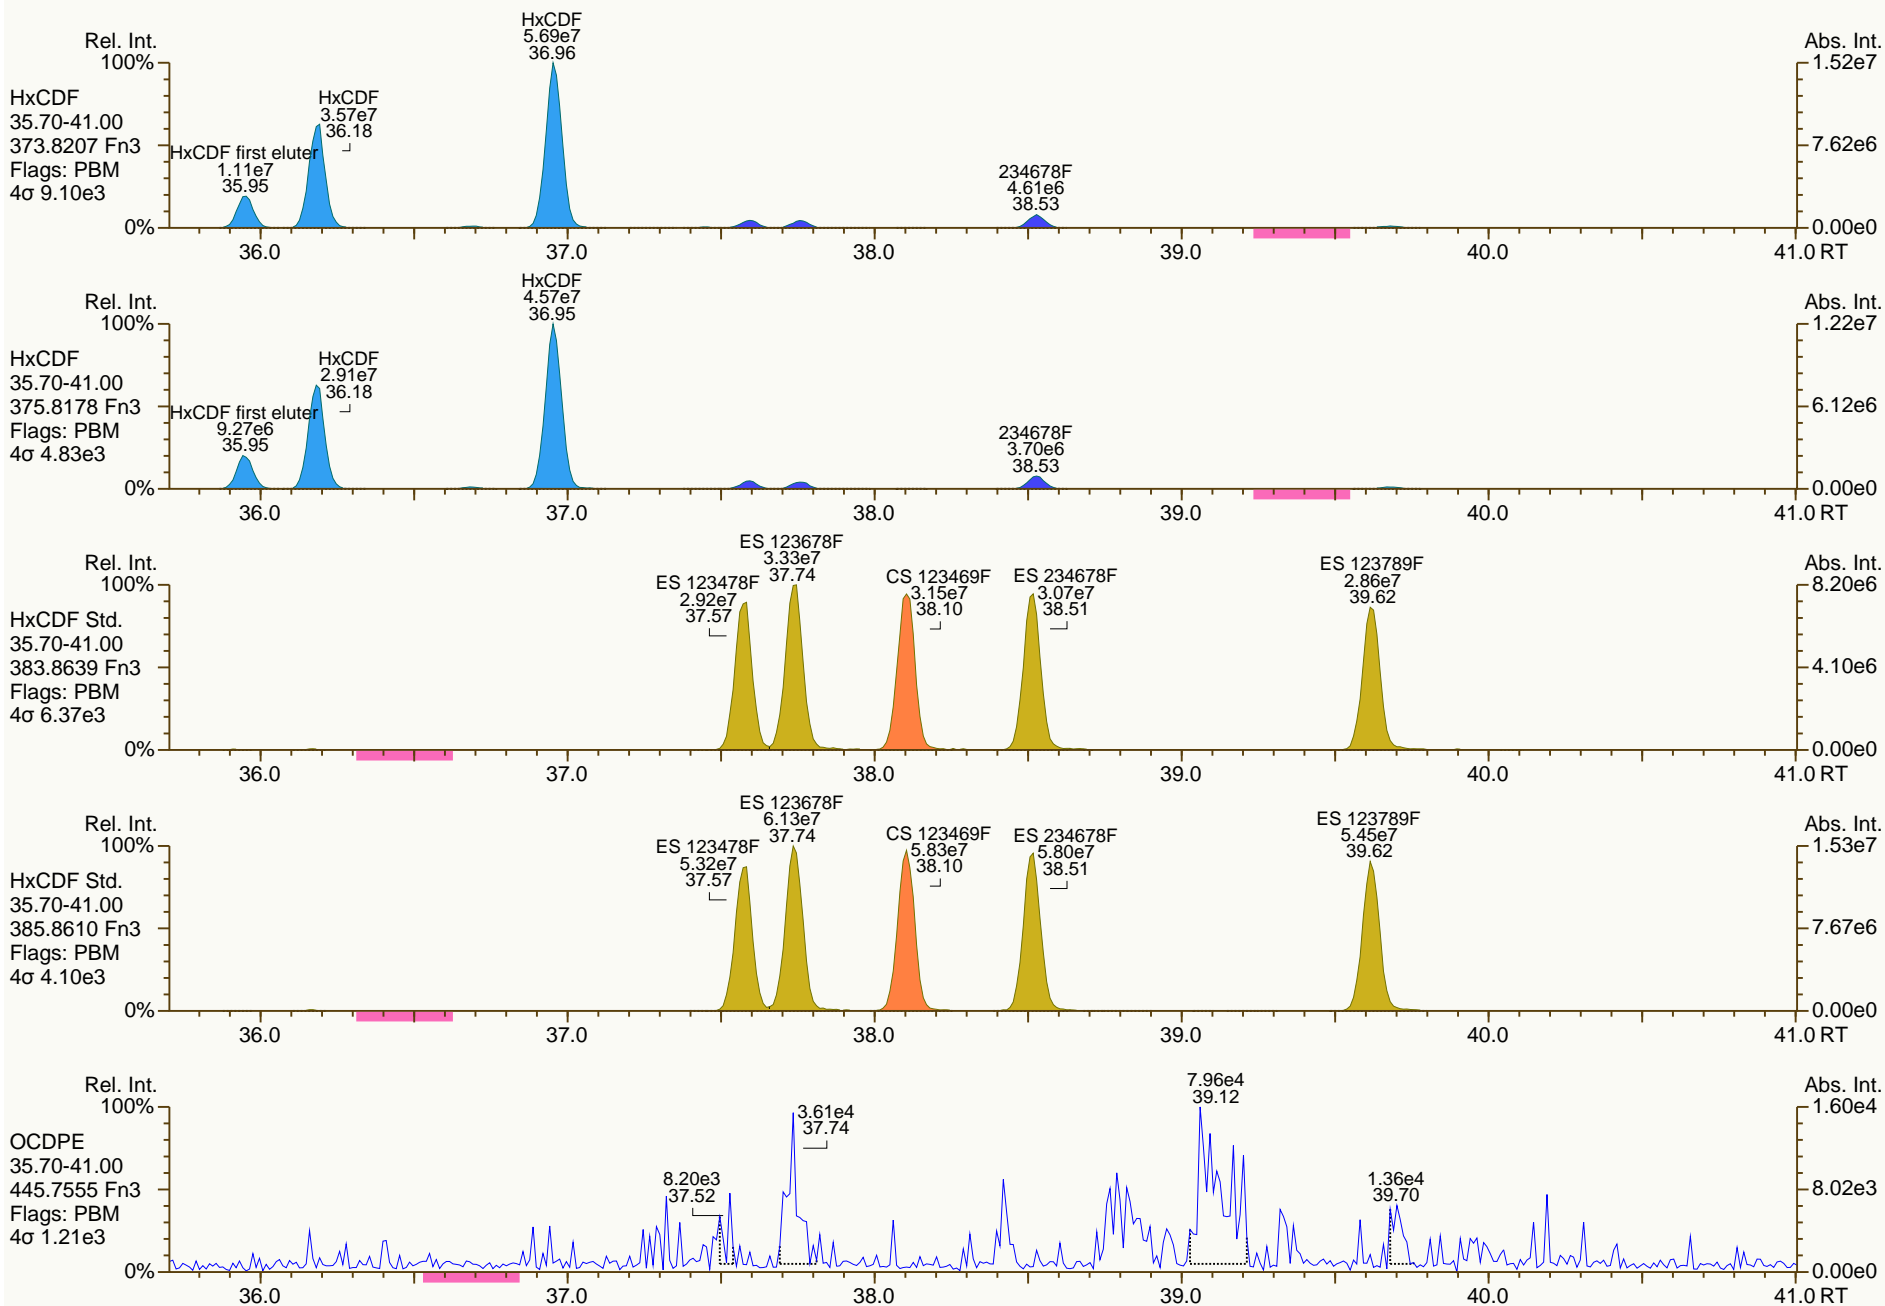 HxCDF
5.69e7
36.96
Rel. Int.
Abs. Int.
100%
1.52e7
HxCDF
35.70-41.00
373.8207 Fn3
Flags: PBM
4σ 9.10e3
HxCDF
3.57e7
36.18
7.62e6
HxCDF first eluter
1.11e7
35.95
234678F
4.61e6
38.53
0%
0.00e0
36.0 37.0 38.0 39.0 40.0 41.0 RT
HxCDF
4.57e7
36.95
Rel. Int.
Abs. Int.
100%
1.22e7
HxCDF
35.70-41.00
375.8178 Fn3
Flags: PBM
4σ 4.83e3
HxCDF
2.91e7
36.18
6.12e6
HxCDF first eluter
9.27e6
35.95
234678F
3.70e6
38.53
0%
0.00e0
36.0 37.0 38.0 39.0 40.0 41.0 RT
Rel. Int.
Abs. Int.
100%
8.20e6
HxCDF Std.
35.70-41.00
383.8639 Fn3
Flags: PBM
4σ 6.37e3
ES 123478F
2.92e7
37.57
ES 123678F
3.33e7
37.74
CS 123469F
3.15e7
38.10
ES 234678F
3.07e7
38.51
ES 123789F
2.86e7
39.62
4.10e6
0%
0.00e0
36.0 37.0 38.0 39.0 40.0 41.0 RT
Rel. Int.
Abs. Int.
100%
1.53e7
HxCDF Std.
35.70-41.00
385.8610 Fn3
Flags: PBM
4σ 4.10e3
ES 123478F
5.32e7
37.57
ES 123678F
6.13e7
37.74
CS 123469F
5.83e7
38.10
ES 234678F
5.80e7
38.51
ES 123789F
5.45e7
39.62
7.67e6
0%
0.00e0
36.0 37.0 38.0 39.0 40.0 41.0 RT
Rel. Int.
Abs. Int.
100%
1.60e4
OCDPE
35.70-41.00
445.7555 Fn3
Flags: PBM
4σ 1.21e3
8.20e3
37.52
3.61e4
37.74
7.96e4
39.12
1.36e4
39.70
8.02e3
0%
0.00e0
36.0 37.0 38.0 39.0 40.0 41.0 RT